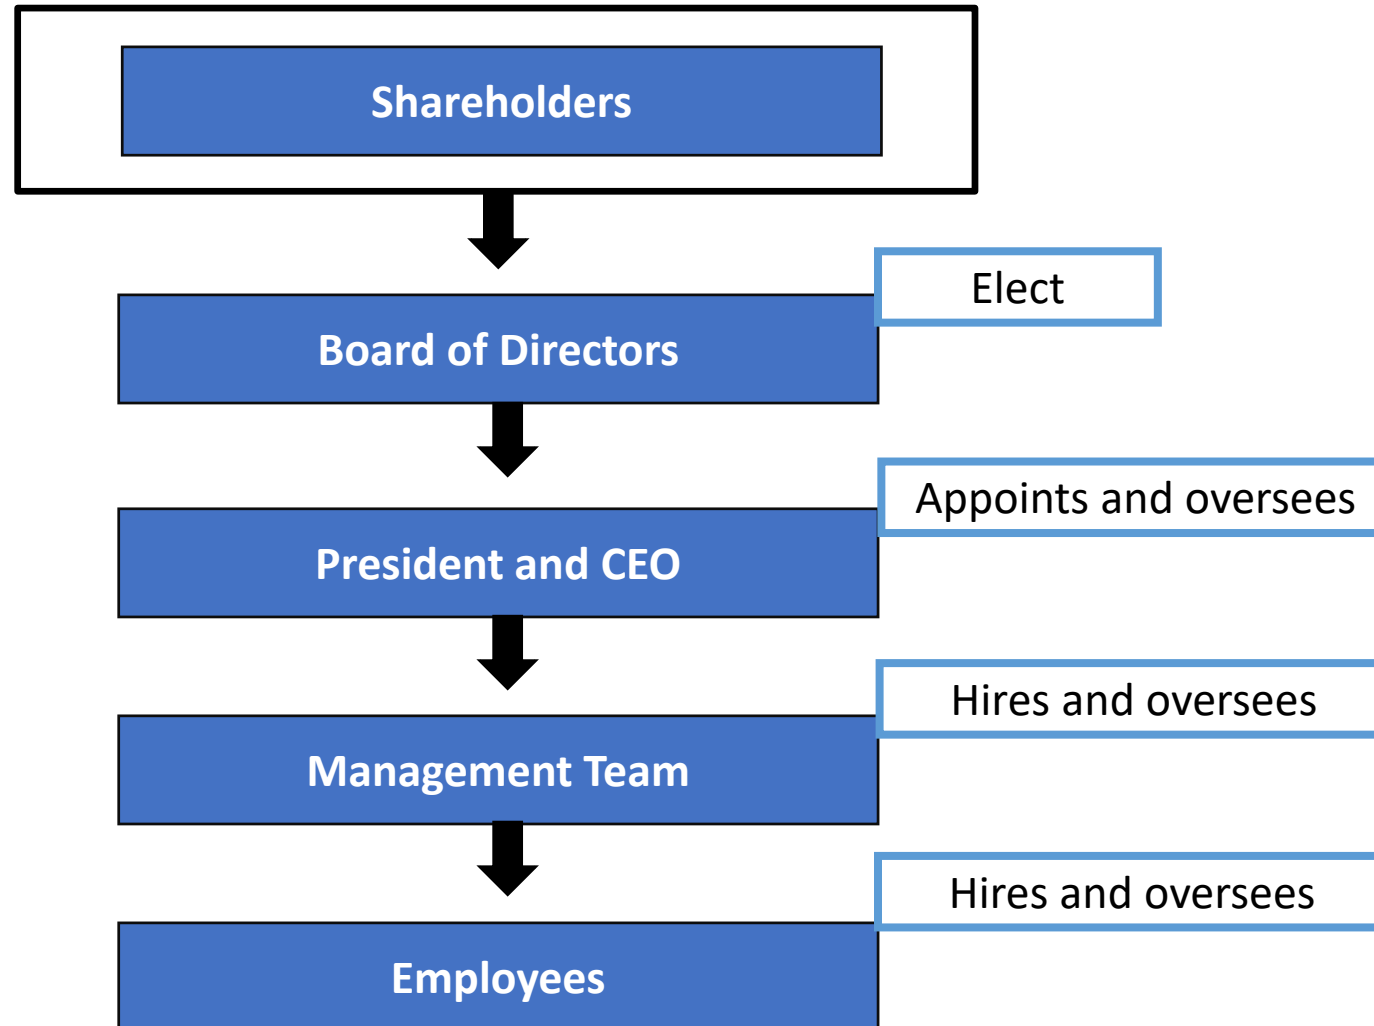 Shareholders
Elect
Board of Directors
Appoints and oversees
President and CEO
Hires and oversees
Management Team
Hires and oversees
Employees